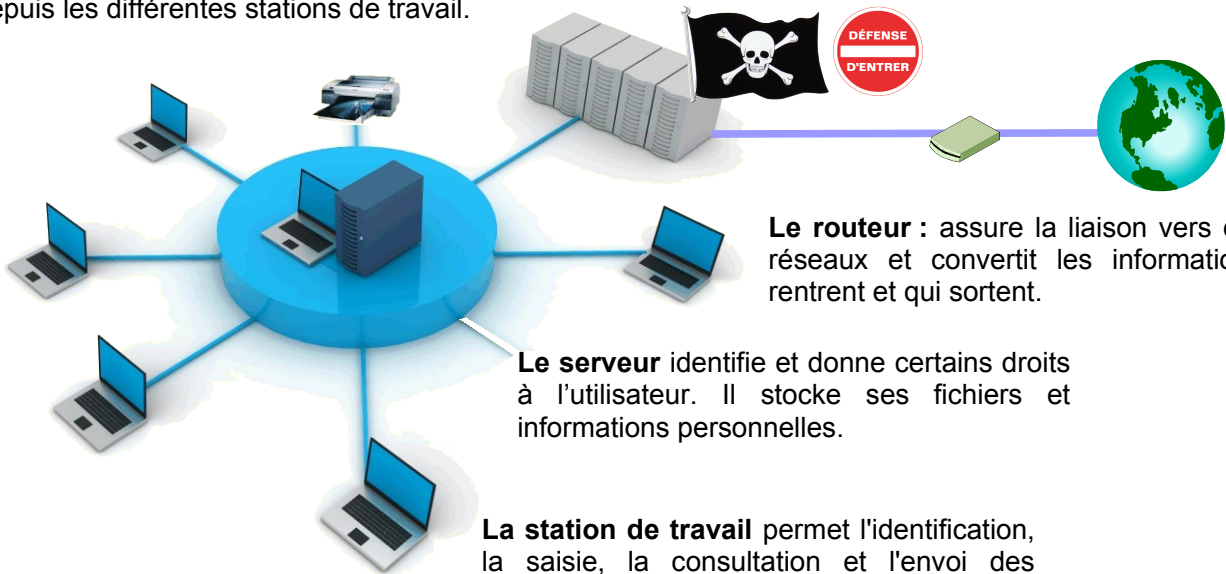 epuis les différentes stations de travail.
DÉFENSE
D'ENTRER
Le routeur : assure la liaison vers
réseaux et convertit les informatio
rentrent et qui sortent.
Le serveur identifie et donne certains droits
à l’utilisateur. Il stocke ses fichiers et
informations personnelles.
La station de travail permet l'identification,
la saisie, la consultation et l'envoi des